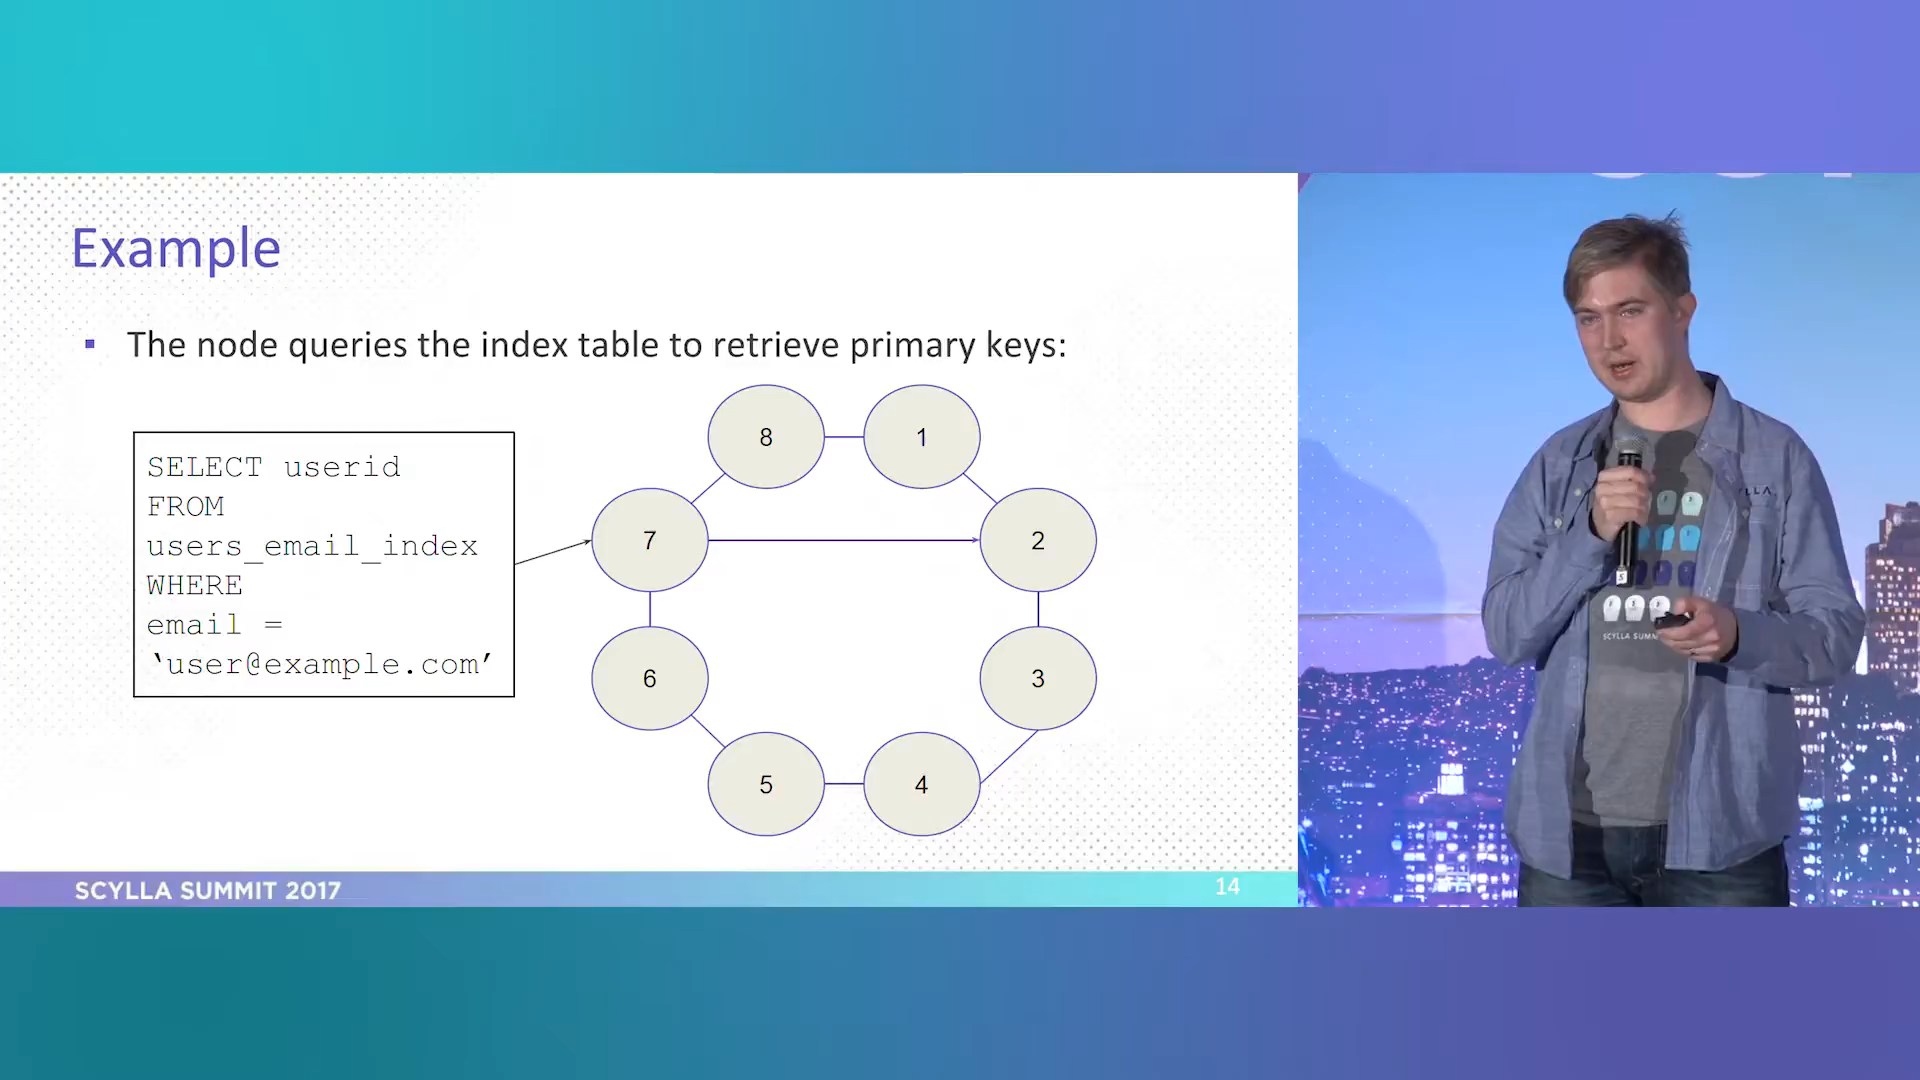 Example
▪ The node queries the index table to retrieve primary keys:
SELECT userid
FROM
users_email_index
WHERE
email =
‘user@example.com’
8
1
7
2
6
3
5
4
SCYLLA SUMMIT 2017
14